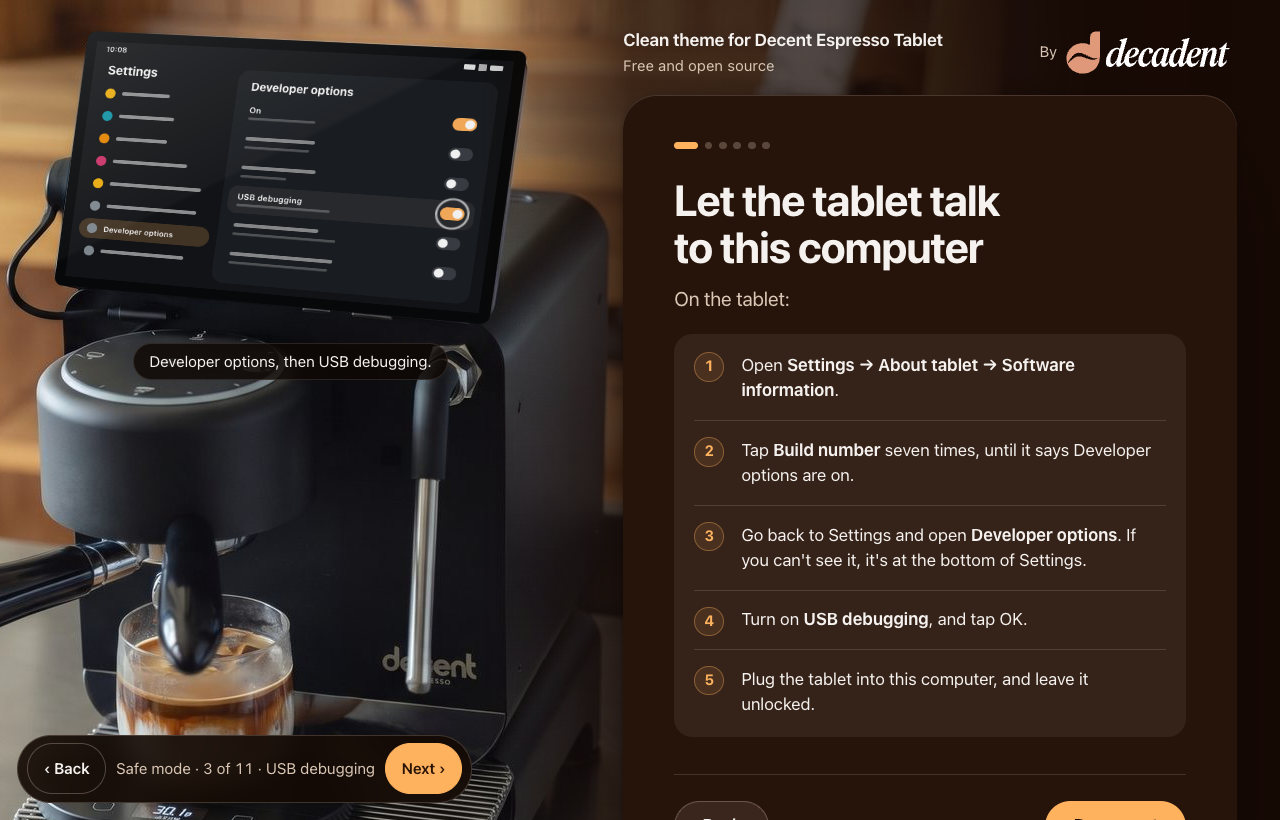 10:08
Settings
Developer options
On
USB debugging
Developer options
Developer options, then USB debugging.
decent
‹ Back
Safe mode · 3 of 11 · USB debugging
Next ›
30.1
Clean theme for Decent Espresso Tablet
Free and open source
By decadent
Let the tablet talk
to this computer
On the tablet:
1
Open Settings → About tablet → Software
information.
2
Tap Build number seven times, until it says Developer
options are on.
3
Go back to Settings and open Developer options. If
you can't see it, it's at the bottom of Settings.
4
Turn on USB debugging, and tap OK.
5
Plug the tablet into this computer, and leave it
unlocked.